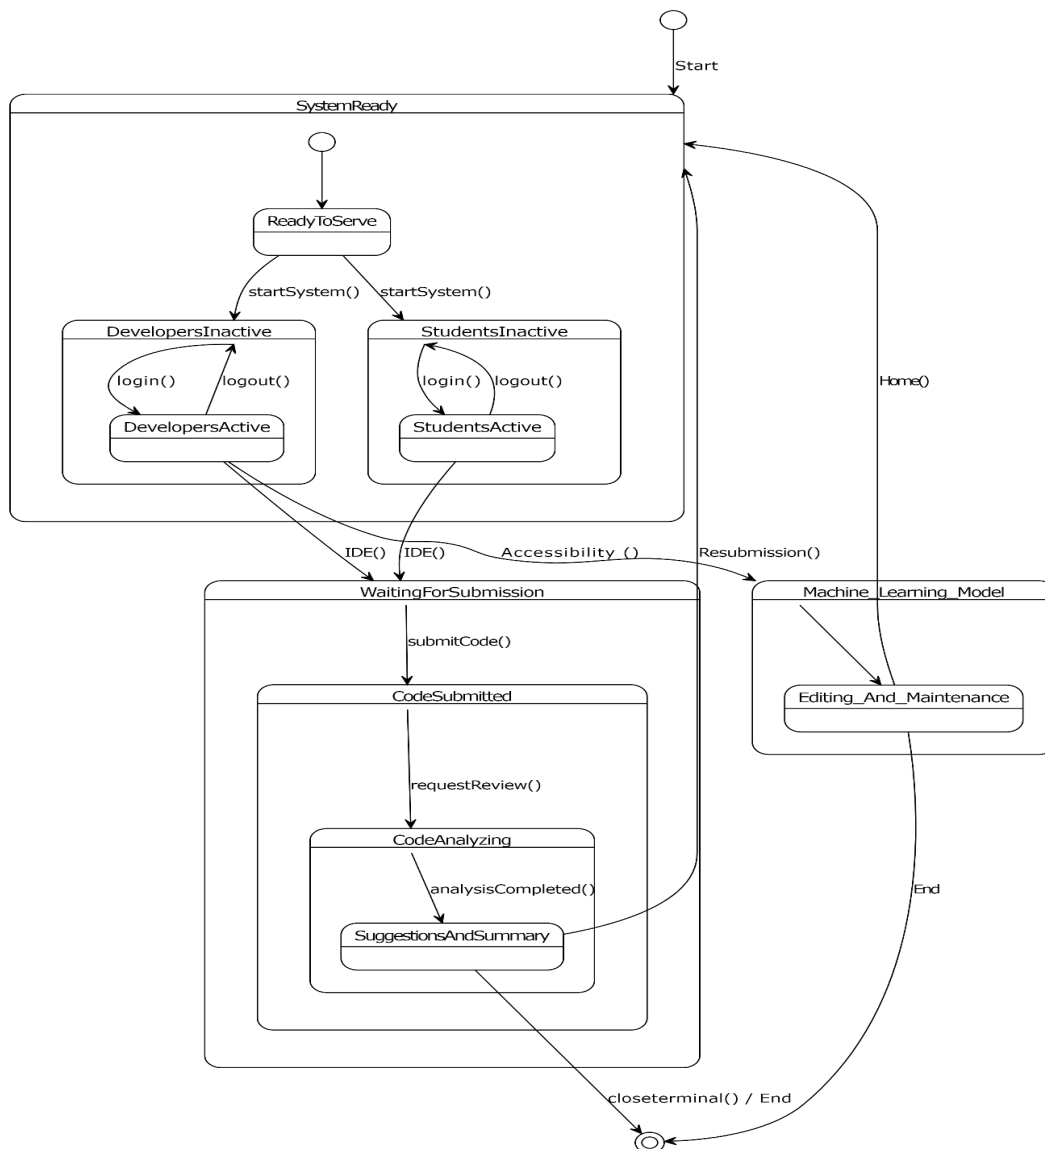 Start
SystemReady
ReadyToServe
startSystem() startSystem()
DevelopersInactive StudentsInactive
login() logout() login() logout() Home()
DevelopersActive StudentsActive
IDE() IDE() Accessibility () Resubmission()
WaitingForSubmission Machine_Learning_Model
submitCode()
CodeSubmitted Editing_And_Maintenance
requestReview()
CodeAnalyzing
analysisCompleted() End
SuggestionsAndSummary
closeterminal() / End